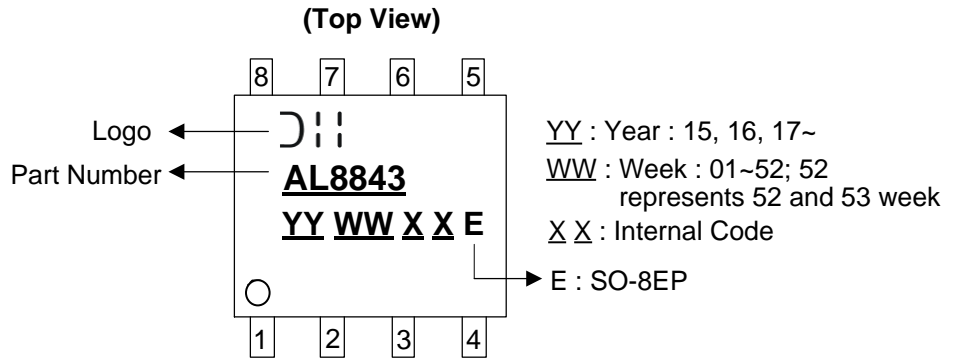 (Top View)
8 7 6 5
Logo
Part Number
AL8843
YY WW X X E
YY : Year : 15, 16, 17~
WW : Week : 01~52; 52
represents 52 and 53 week
X X : Internal Code
E : SO-8EP
1 2 3 4